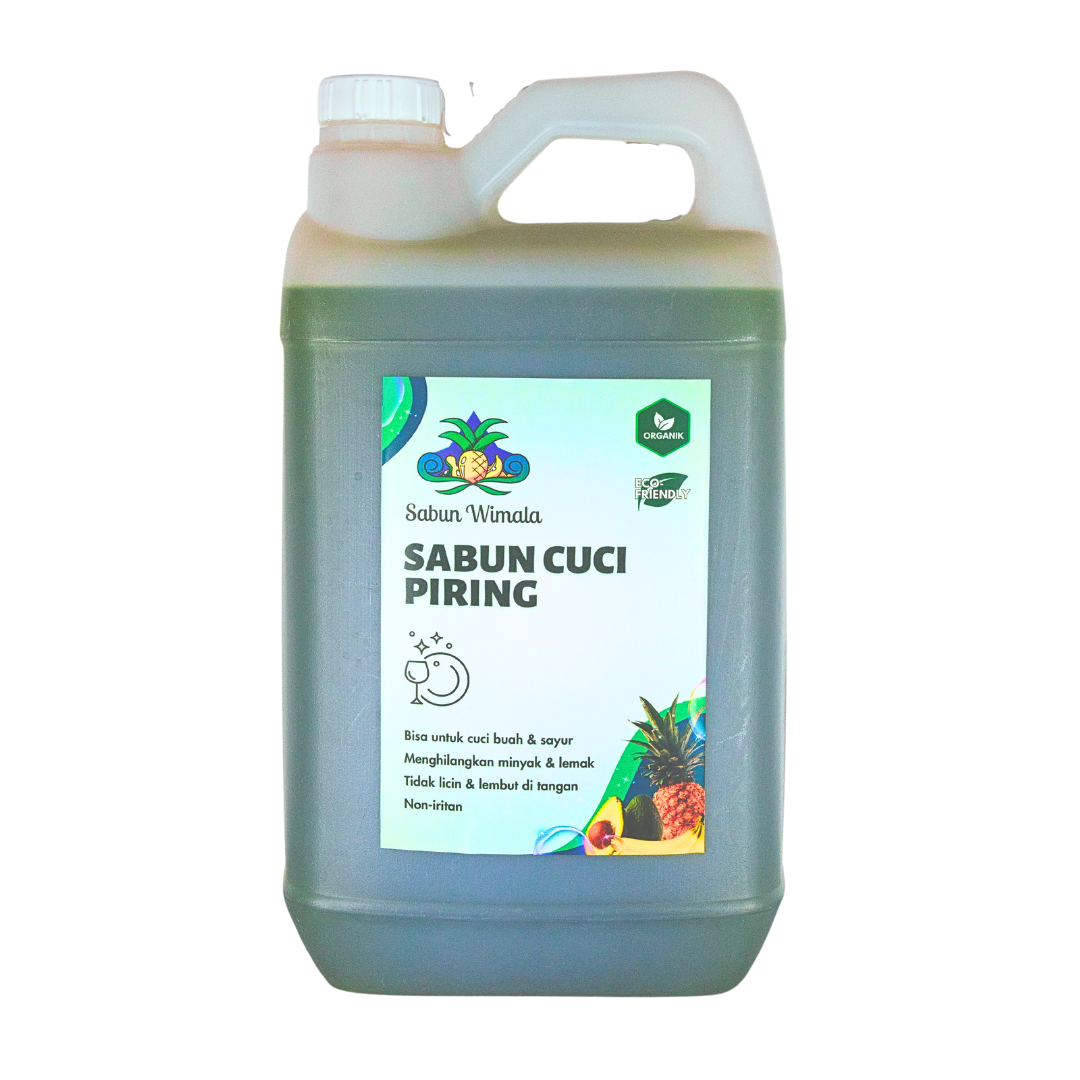 ORGANIK
ECO-
FRIENDLY
Sabun Wimala
SABUN CUCI
PIRING
Bisa untuk cuci buah & sayur
Menghilangkan minyak & lemak
Tidak licin & lembut di tangan
Non-iritan